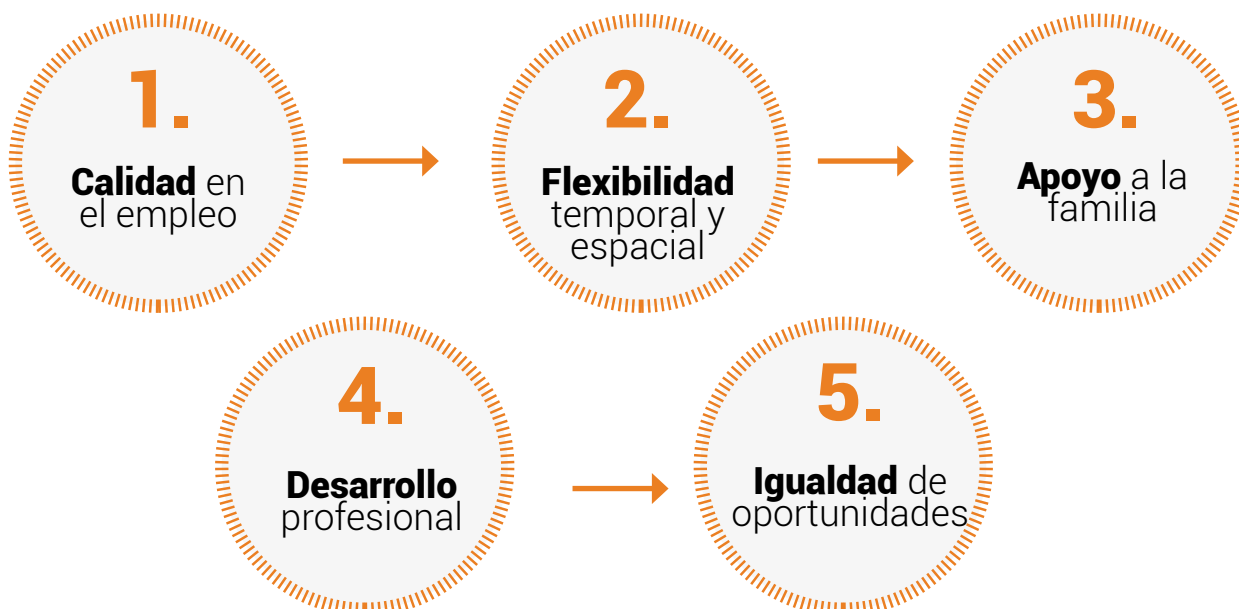 1.
Calidad en
el empleo
2.
Flexibilidad
temporal y
espacial
3.
Apoyo a la
familia
4.
Desarrollo
profesional
5.
Igualdad de
oportunidades